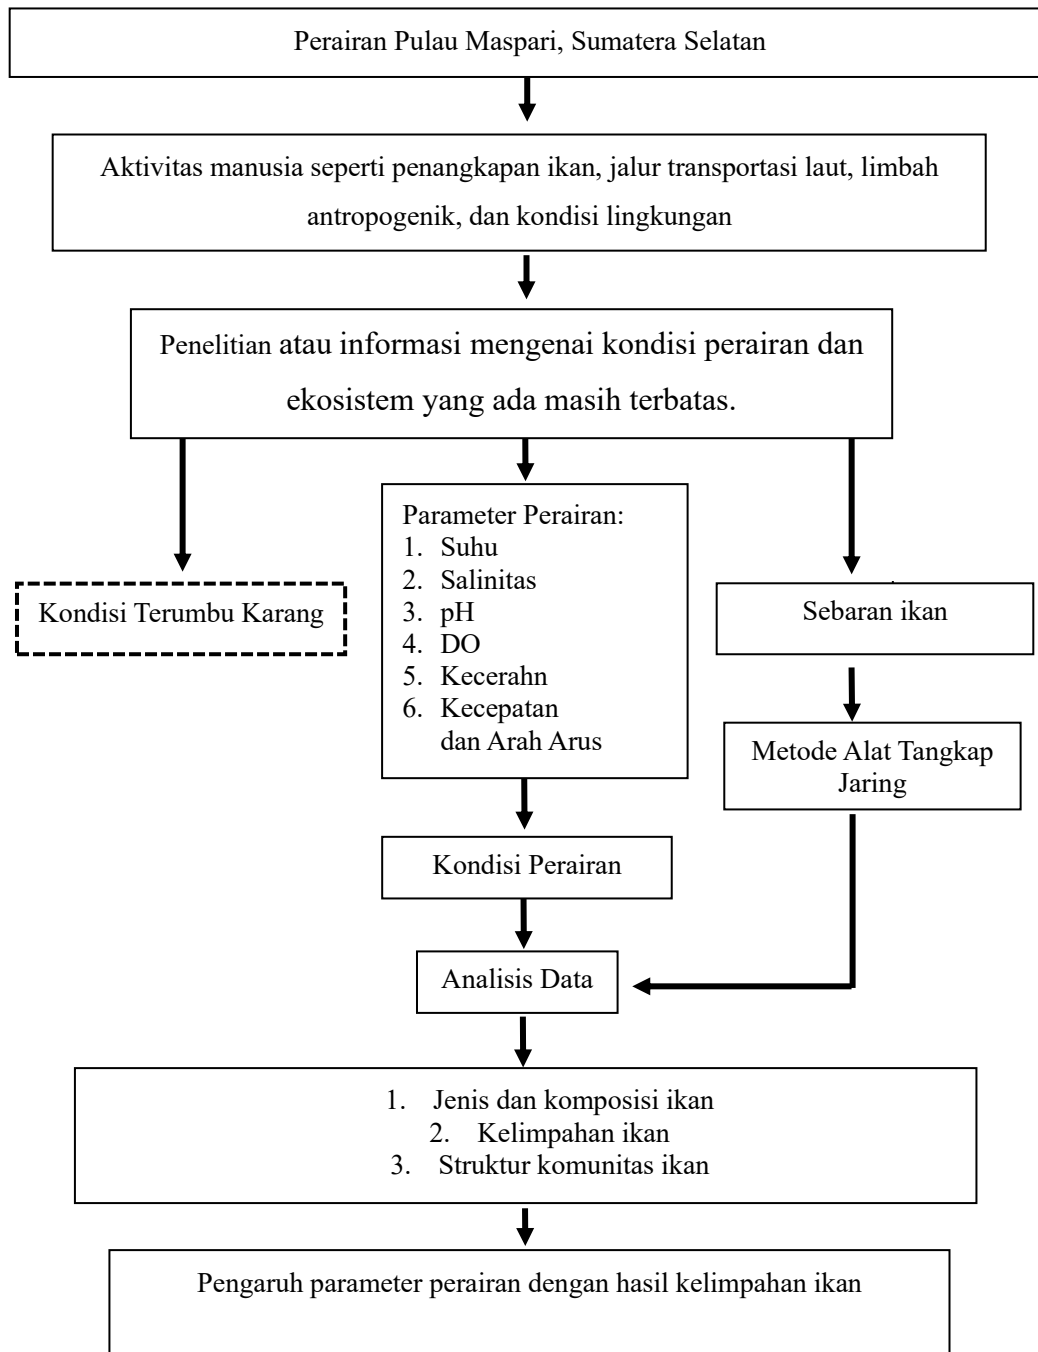 Perairan Pulau Maspari, Sumatera Selatan
Aktivitas manusia seperti penangkapan ikan, jalur transportasi laut, limbah
antropogenik, dan kondisi lingkungan
Penelitian atau informasi mengenai kondisi perairan dan
ekosistem yang ada masih terbatas.
Kondisi Terumbu Karang
Parameter Perairan:
1. Suhu
2. Salinitas
3. pH
4. DO
5. Kecerahn
6. Kecepatan
dan Arah Arus
Sebaran ikan
Metode Alat Tangkap
Jaring
Kondisi Perairan
Analisis Data
1. Jenis dan komposisi ikan
2. Kelimpahan ikan
3. Struktur komunitas ikan
Pengaruh parameter perairan dengan hasil kelimpahan ikan